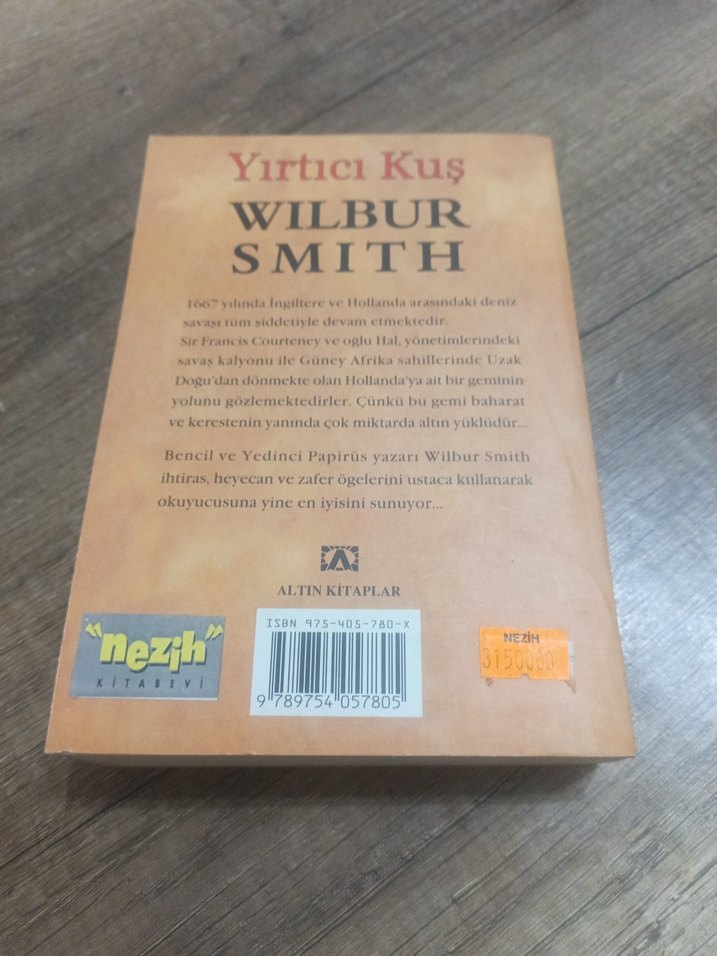 Yırtıcı Kuş
WILBUR
SMITH
1667 yılında İngiltere ve Hollanda arasındaki deniz
savaşı tüm şiddetiyle devam etmektedir.
Sir Francis Courteney ve oğlu Hal, yönetimlerindeki
savaş kalyonu ile Güney Afrika sahillerinde Uzak
Doğu'dan dönmekte olan Hollanda'ya ait bir geminin
yolunu gözlemektedirler. Çünkü bu gemi baharat
ve kerestenin yanında çok miktarda altın yüklüdür...
Bencil ve Yedinci Papirüs yazarı Wilbur Smith
ihtiras, heyecan ve zafer ögelerini ustaca kullanarak
okuyucusuna yine en iyisini sunuyor...
ALTIN KİTAPLAR
"nezih"
KİTABEVİ
ISBN 975-405-780-X
9 789754 057805
NEZİH
3150000